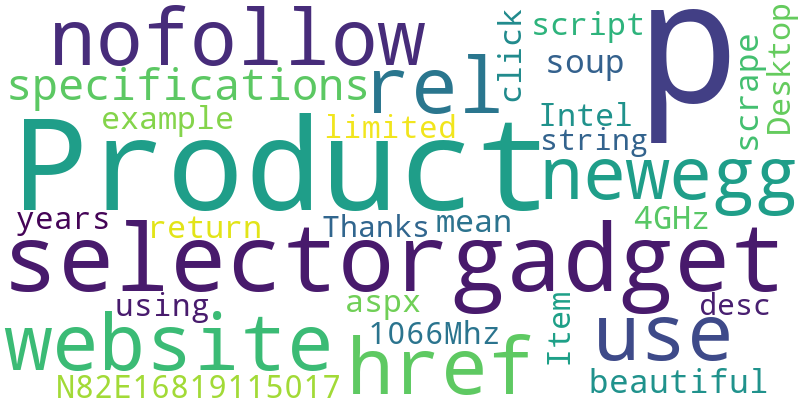 nofollow
p
script
click
Desktop
specifications
rel
soup
scrape
example
limited
Intel
string
Product
newegg
years
return
Thanks
mean
4GHz
selectorgadget
using
aspx
Item
desc
website
1066Mhz
use
href
N82E16819115017
beautiful